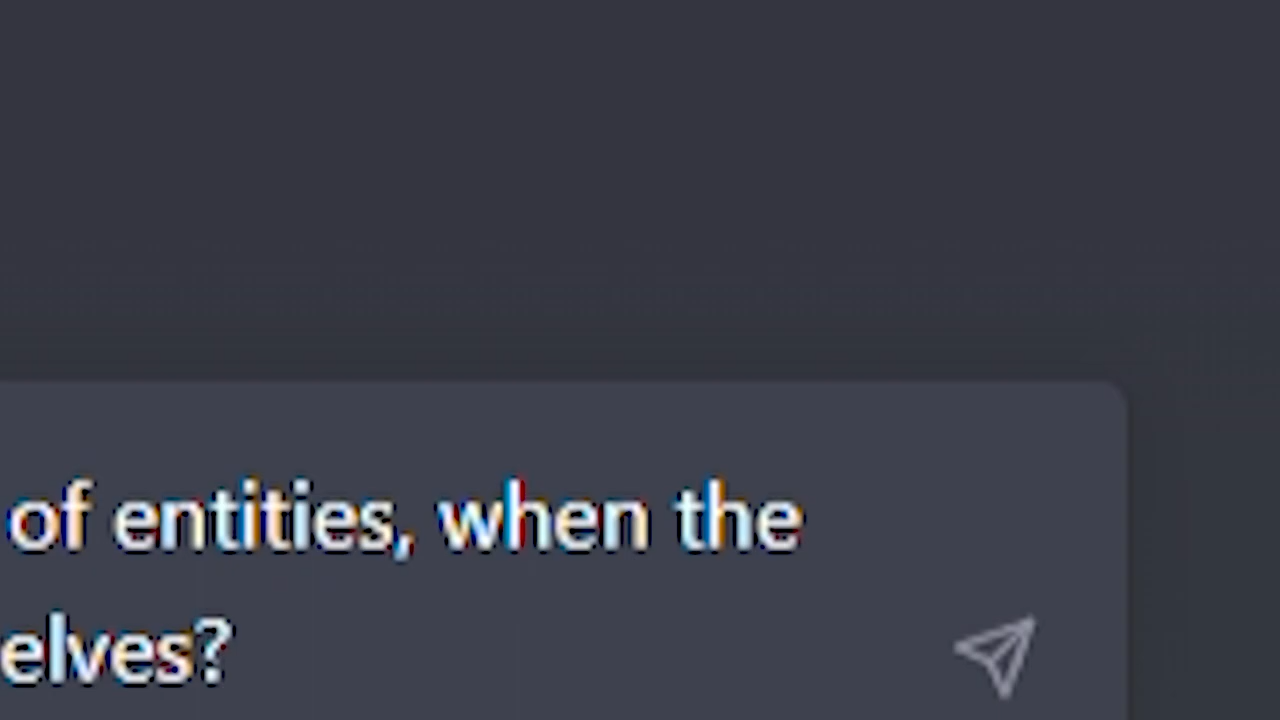 of entities, when the
elves?